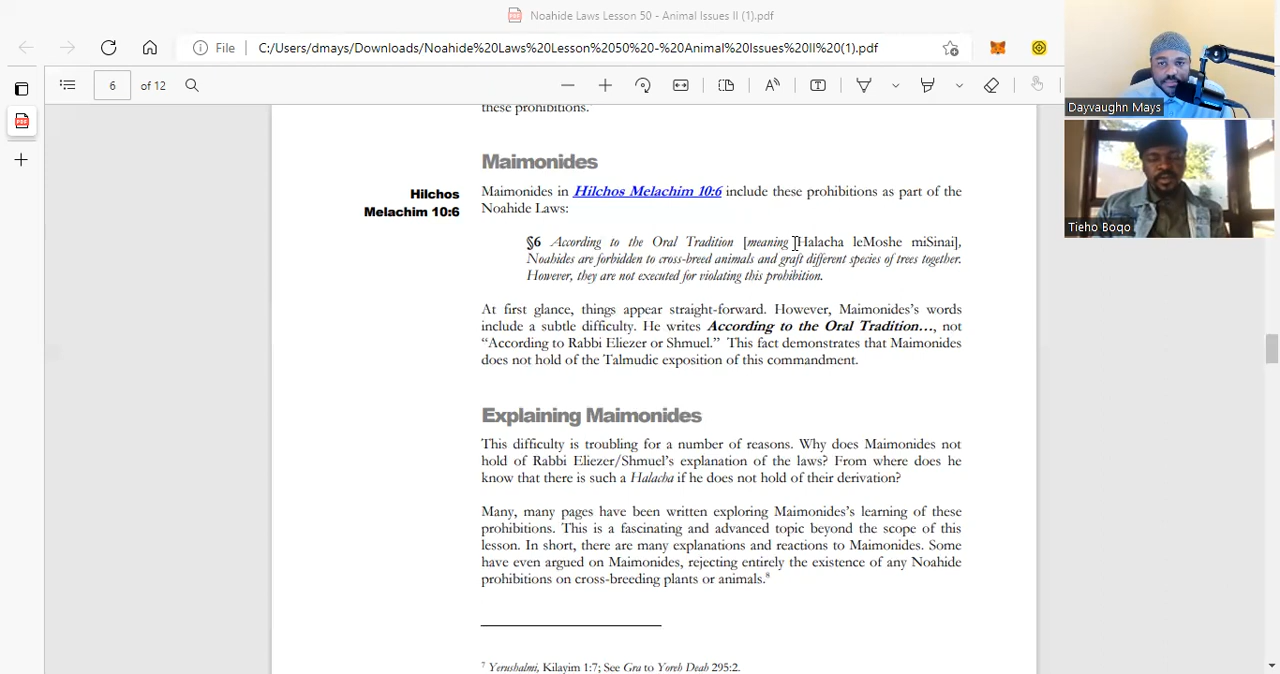 Noahide Laws Lesson 50 - Animal Issues II (1).pdf
File C:/Users/dmays/Downloads/Noahide%20Laws%20Lesson%2050%20-%20Animal%20Issues%20II%20(1).pdf
6 of 12
Dayvaughn Mays
Tieho Boqo
these prohibitions.
Maimonides
Hilchos
Melachim 10:6
Maimonides in Hilchos Melachim 10:6 include these prohibitions as part of the
Noahide Laws:
§6 According to the Oral Tradition [meaning Halacha leMoshe miSinai],
Noahides are forbidden to cross-breed animals and graft different species of trees together.
However, they are not executed for violating this prohibition.
At first glance, things appear straight-forward. However, Maimonides's words
include a subtle difficulty. He writes According to the Oral Tradition…, not
“According to Rabbi Eliezer or Shmuel.” This fact demonstrates that Maimonides
does not hold of the Talmudic exposition of this commandment.
Explaining Maimonides
This difficulty is troubling for a number of reasons. Why does Maimonides not
hold of Rabbi Eliezer/Shmuel's explanation of the laws? From where does he
know that there is such a Halacha if he does not hold of their derivation?
Many, many pages have been written exploring Maimonides's learning of these
prohibitions. This is a fascinating and advanced topic beyond the scope of this
lesson. In short, there are many explanations and reactions to Maimonides. Some
have even argued on Maimonides, rejecting entirely the existence of any Noahide
prohibitions on cross-breeding plants or animals.8
7 Yerushalmi, Kilayim 1:7; See Gra to Yoreh Deah 295:2.